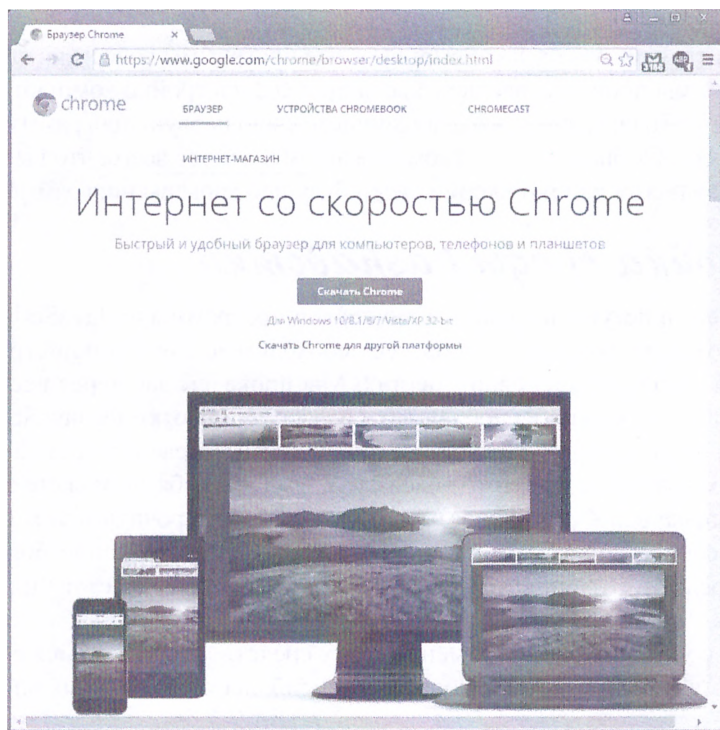 Браузер Chrome
https://www.google.com/chrome/browser/desktop/index.html
ABP
chrome
БРАУЗЕР УСТРОЙСТВА CHROMEBOOK CHROMECAST
ИНТЕРНЕТ-МАГАЗИН
Интернет со скоростью Chrome
Быстрый и удобный браузер для компьютеров, телефонов и планшетов
Скачать Chrome
Для Windows 10/8.1/8/7/Vista/XP 32-bit
Скачать Chrome для другой платформы